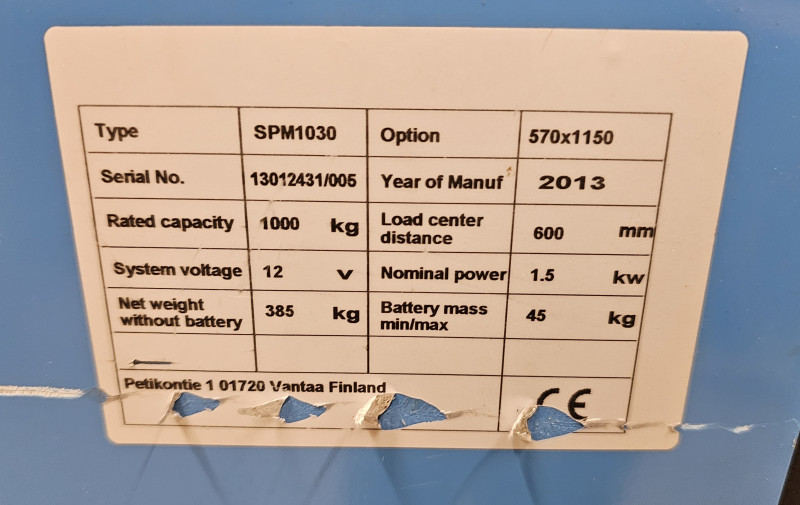 Type SPM1030 Option 570x1150
Serial No. 13012431/005 Year of Manuf 2013
Rated capacity 1000 kg Load center distance 600 mm
System voltage 12 v Nominal power 1.5 kw
Net weight without battery 385 kg Battery mass min/max 45 kg
Petikontie 1 01720 Vantaa Finland
CE